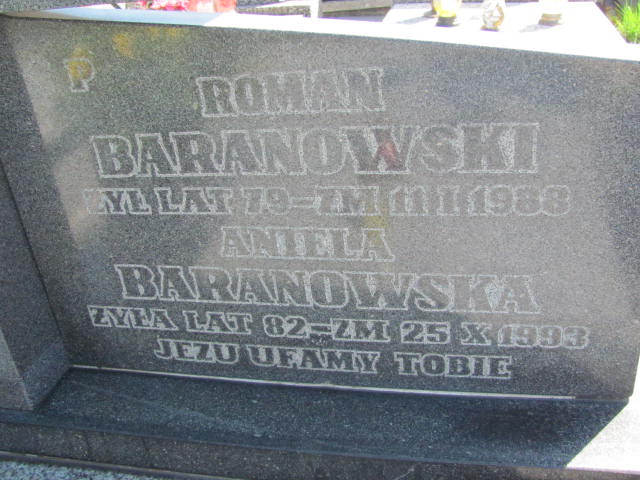 P
ROMAN
BARANOWSKI
ŻYŁ LAT 79-ZM 11 I 1988
ANIELA
BARANOWSKA
ŻYŁA LAT 82-ZM 25 X 1993
JEZU UFAMY TOBIE